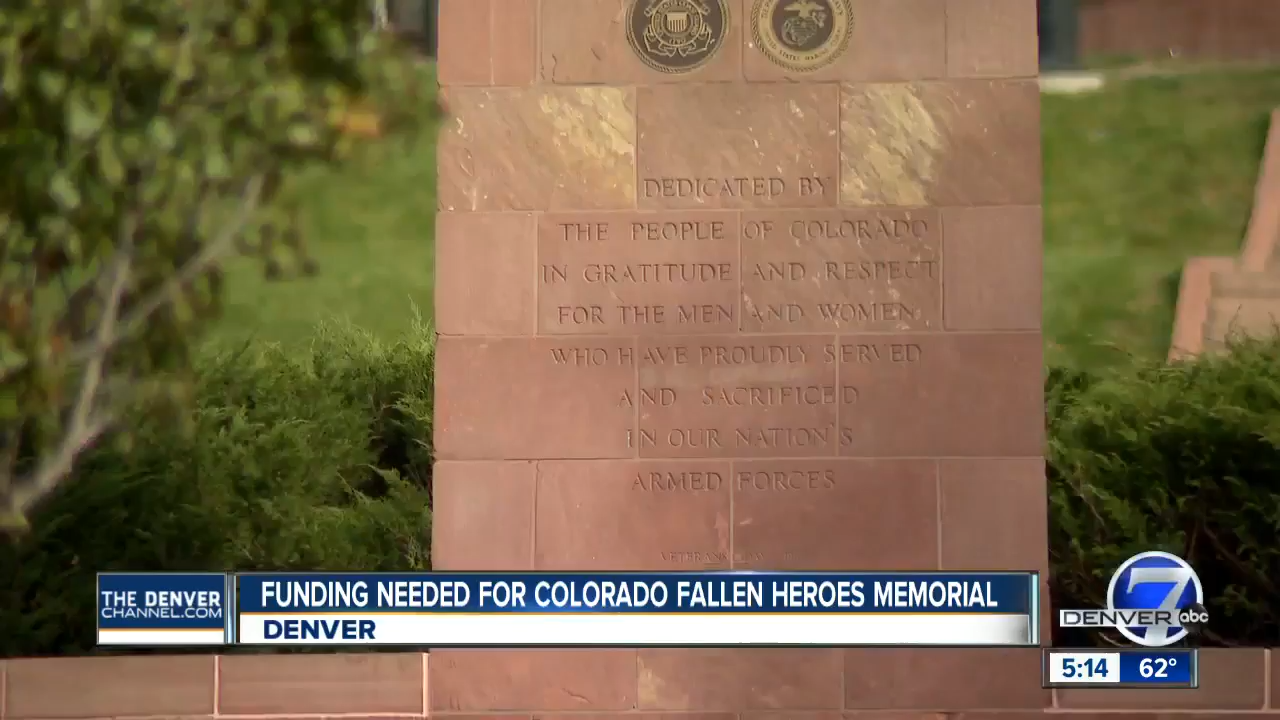 DEDICATED BY
THE PEOPLE OF COLORADO
IN GRATITUDE AND RESPECT
FOR THE MEN AND WOMEN
WHO HAVE PROUDLY SERVED
AND SACRIFICED
IN OUR NATION'S
ARMED FORCES
VETERANS
THE DENVER
CHANNEL.COM
FUNDING NEEDED FOR COLORADO FALLEN HEROES MEMORIAL
DENVER
DENVER 7 abc
5:14 62°